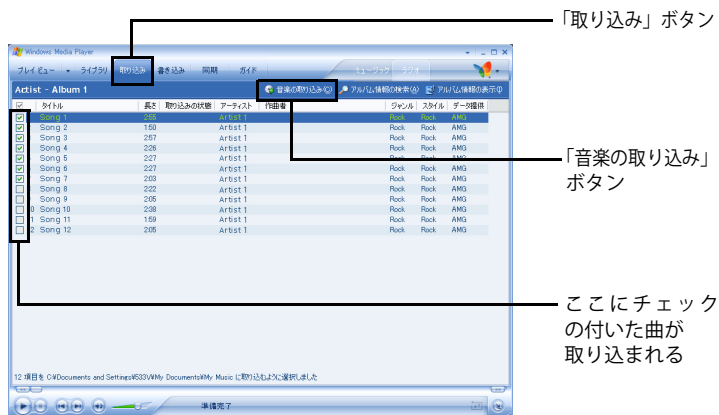 「取り込み」ボタン
Windows Media Player
プレイ ビュー ライブラリ 取り込み 書き込み 同期 ガイド ミュージック ラジオ
Artist - Album 1 音楽の取り込み(C) アルバム情報の検索(A) アルバム情報の表示
タイトル 長さ 取り込みの状態 アーティスト 作曲者 ジャンル スタイル データ提供
Song 1 2:55 Artist 1 Rock Rock AMG
Song 2 1:50 Artist 1 Rock Rock AMG
Song 3 2:57 Artist 1 Rock Rock AMG
Song 4 2:26 Artist 1 Rock Rock AMG
Song 5 2:27 Artist 1 Rock Rock AMG
Song 6 2:27 Artist 1 Rock Rock AMG
Song 7 2:03 Artist 1 Rock Rock AMG
Song 8 2:22 Artist 1 Rock Rock AMG
Song 9 2:05 Artist 1 Rock Rock AMG
0 Song 10 2:38 Artist 1 Rock Rock AMG
1 Song 11 1:59 Artist 1 Rock Rock AMG
2 Song 12 2:05 Artist 1 Rock Rock AMG
「音楽の取り込み」
ボタン
ここにチェック
の付いた曲が
取り込まれる
12 項目を C:¥Documents and Settings¥533V¥My Documents¥My Music に取り込むように選択しました
準備完了